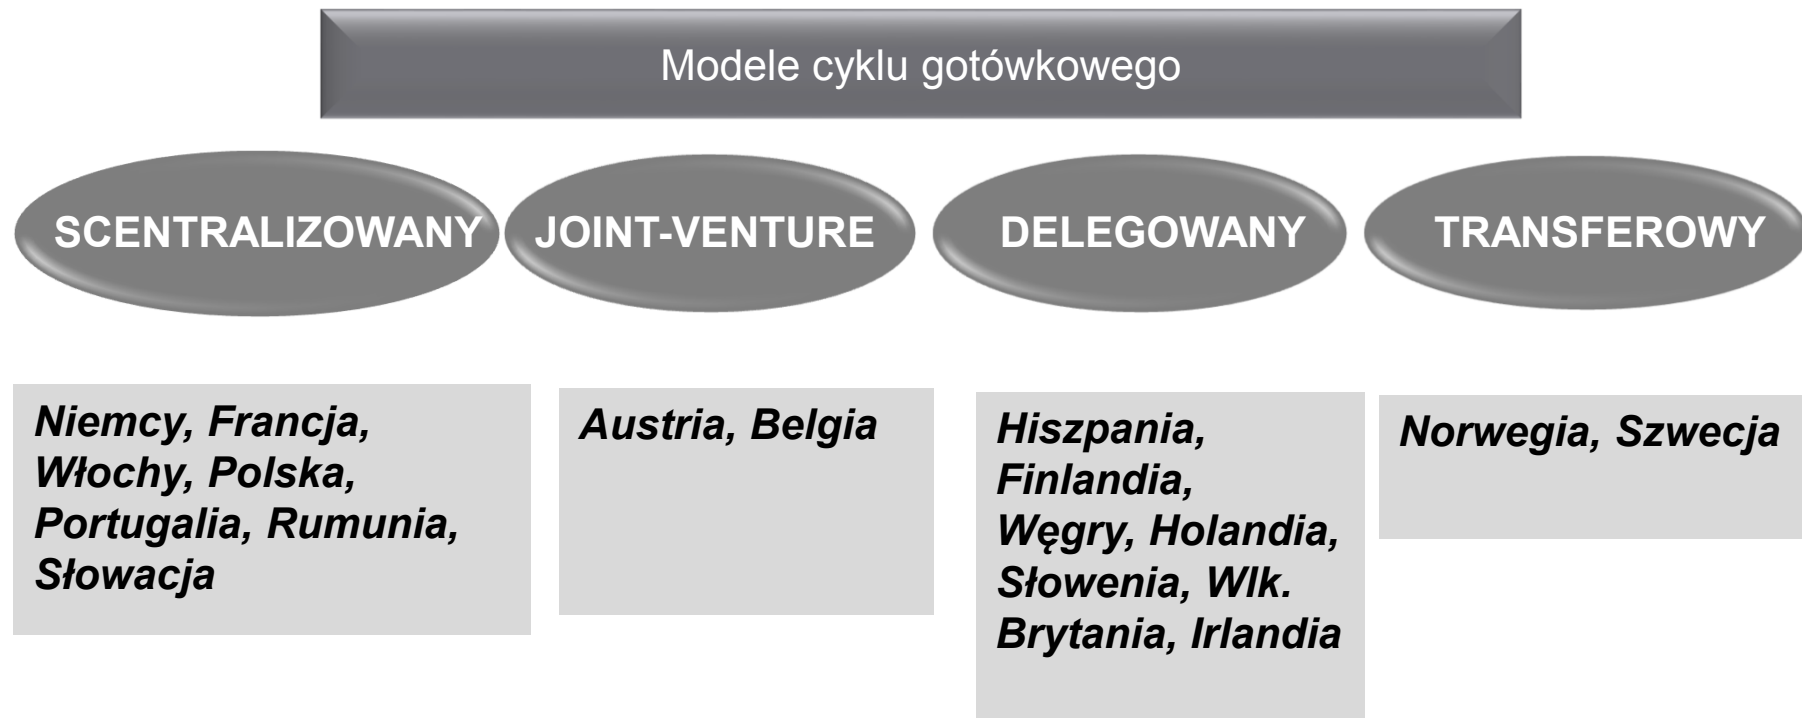 Modele cyklu gotówkowego
SCENTRALIZOWANY
JOINT-VENTURE
DELEGOWANY
TRANSFEROWY
Niemcy, Francja,
Włochy, Polska,
Portugalia, Rumunia,
Słowacja
Austria, Belgia
Hiszpania,
Finlandia,
Węgry, Holandia,
Słowenia, Wlk.
Brytania, Irlandia
Norwegia, Szwecja